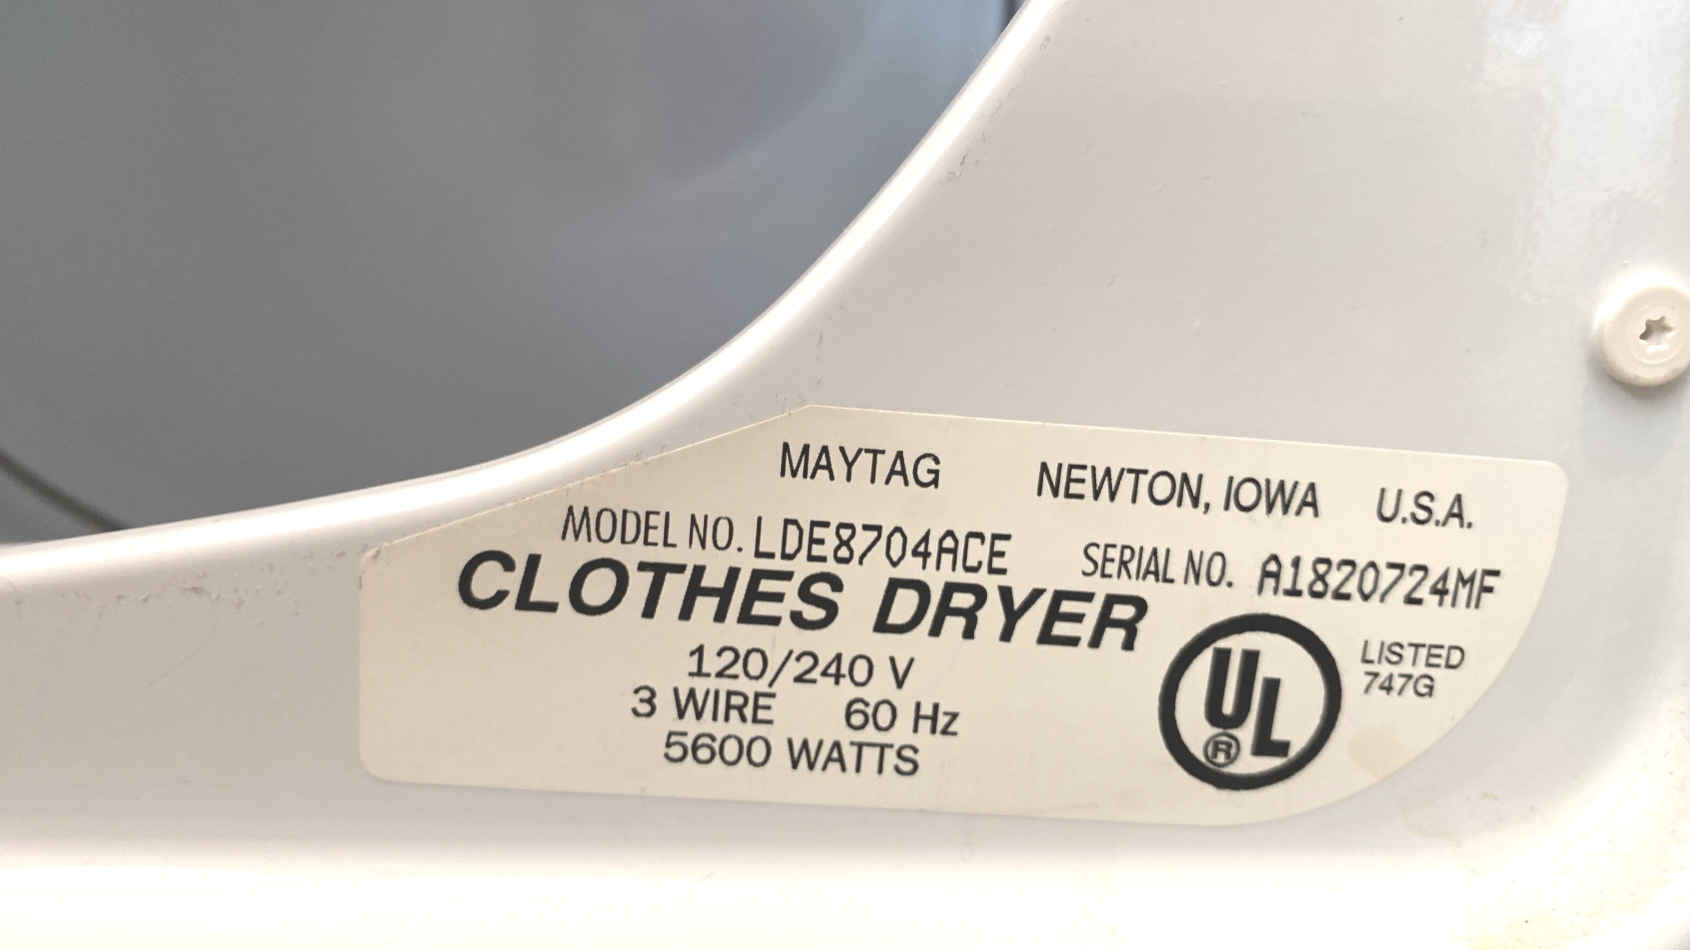 MAYTAG NEWTON, IOWA U.S.A.
MODEL NO. LDE8704ACE SERIAL NO. A1820724MF
CLOTHES DRYER
120/240 V
3 WIRE 60 Hz
5600 WATTS
UL
®
LISTED
747G